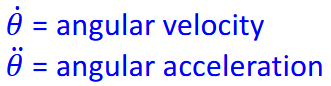 θ̇ = angular velocity
θ̈ = angular acceleration